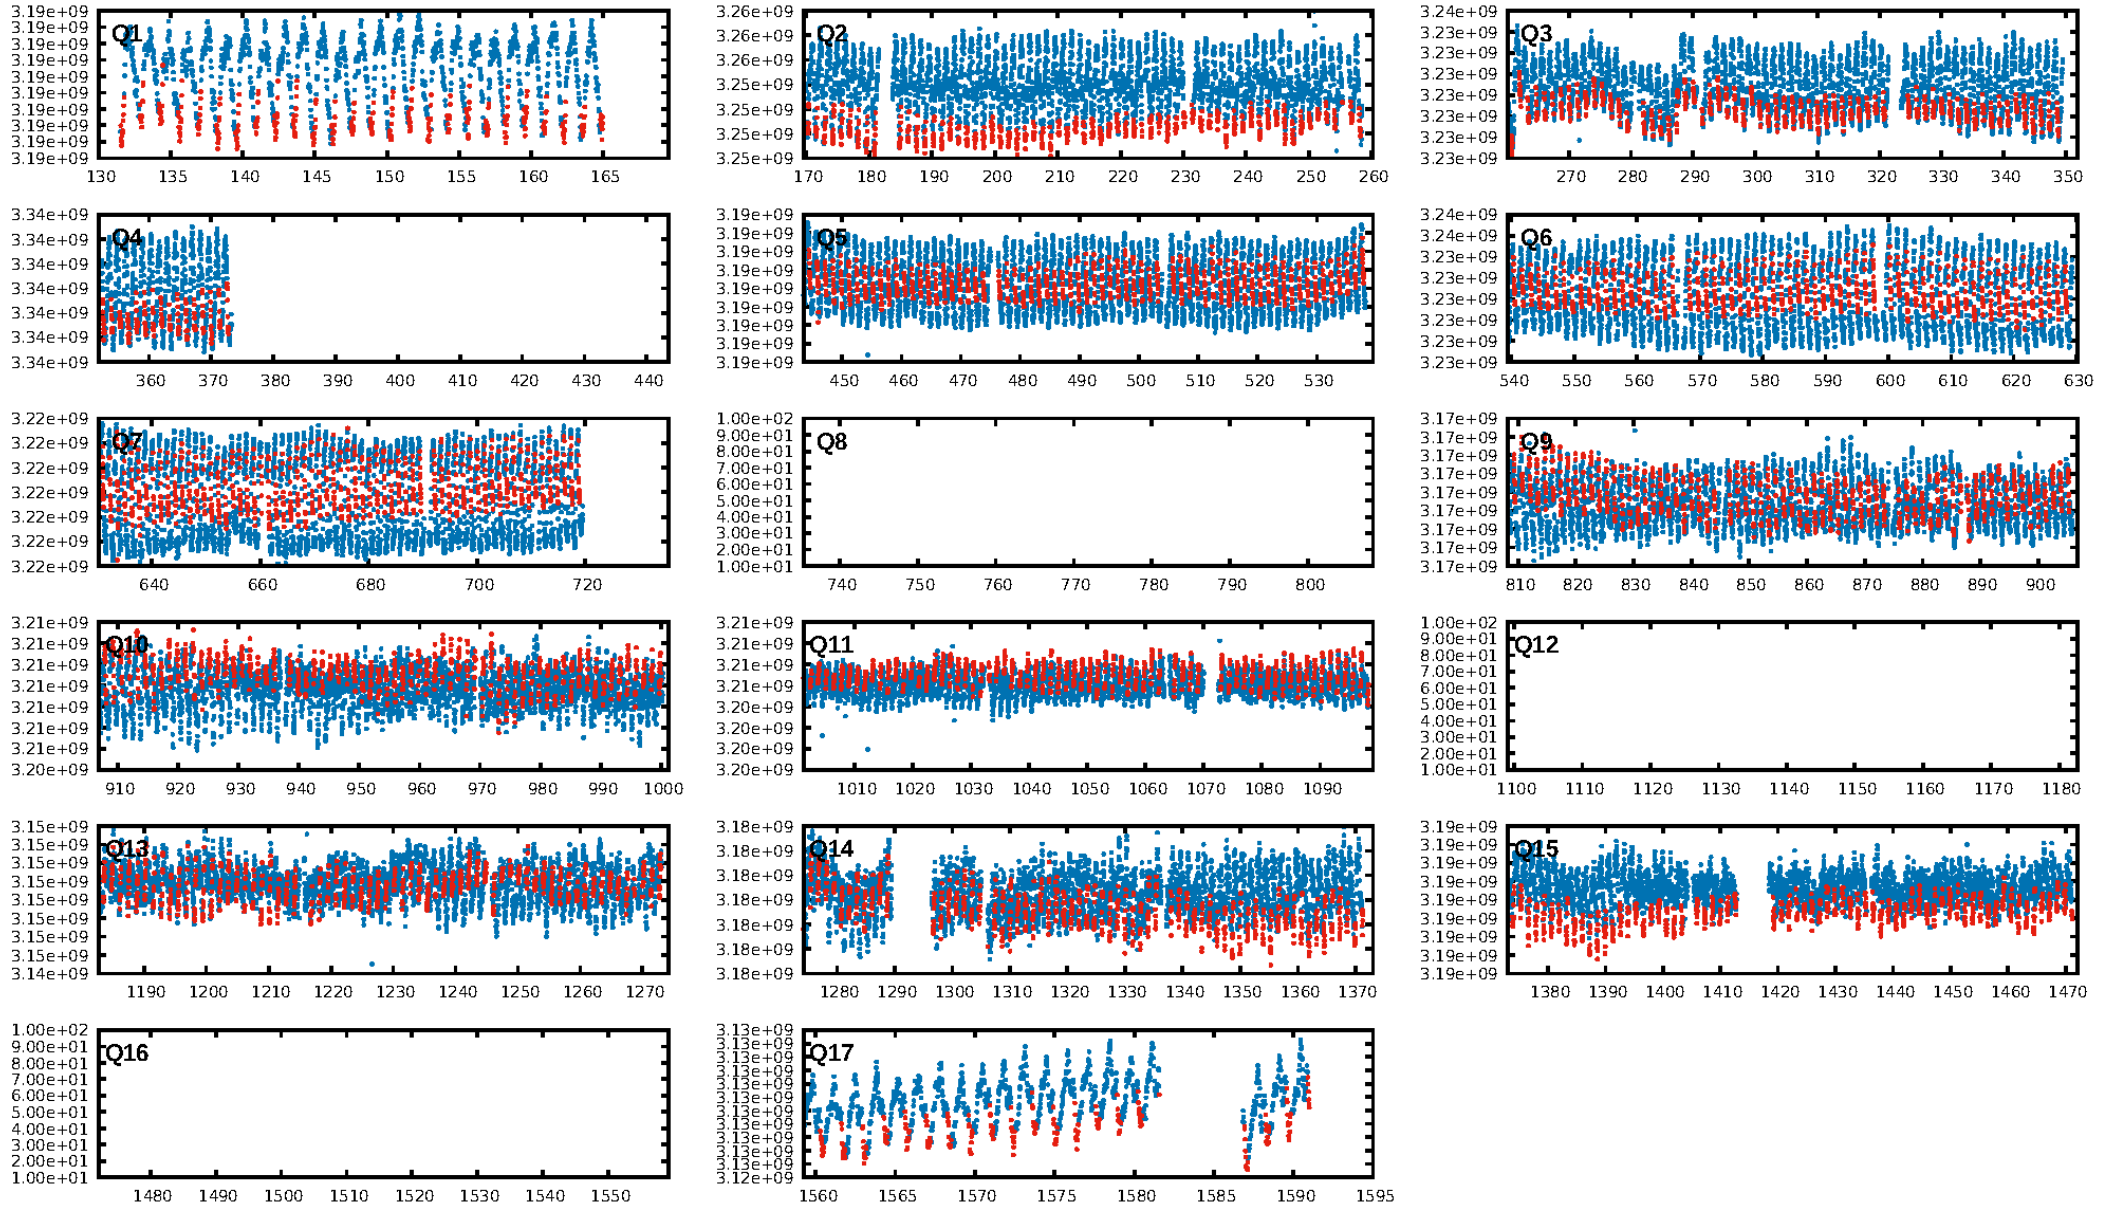 3.19e+09
3.19e+09
3.19e+09
3.19e+09
3.19e+09
3.19e+09
3.19e+09
3.19e+09
3.19e+09
3.19e+09
Q1
130 135 140 145 150 155 160 165
3.26e+09
3.26e+09
3.26e+09
3.25e+09
3.25e+09
3.25e+09
3.25e+09
Q2
170 180 190 200 210 220 230 240 250 260
3.24e+09
3.23e+09
3.23e+09
3.23e+09
3.23e+09
3.23e+09
3.23e+09
3.23e+09
Q3
270 280 290 300 310 320 330 340 350
3.34e+09
3.34e+09
3.34e+09
3.34e+09
3.34e+09
3.34e+09
3.34e+09
Q4
360 370 380 390 400 410 420 430 440
3.19e+09
3.19e+09
3.19e+09
3.19e+09
3.19e+09
3.19e+09
3.19e+09
3.19e+09
3.19e+09
Q5
450 460 470 480 490 500 510 520 530
3.24e+09
3.24e+09
3.23e+09
3.23e+09
3.23e+09
3.23e+09
3.23e+09
3.23e+09
Q6
540 550 560 570 580 590 600 610 620 630
3.22e+09
3.22e+09
3.22e+09
3.22e+09
3.22e+09
3.22e+09
3.22e+09
Q7
640 660 680 700 720
1.00e+02
9.00e+01
8.00e+01
7.00e+01
6.00e+01
5.00e+01
4.00e+01
3.00e+01
2.00e+01
1.00e+01
Q8
740 750 760 770 780 790 800
3.17e+09
3.17e+09
3.17e+09
3.17e+09
3.17e+09
3.17e+09
3.17e+09
3.17e+09
3.17e+09
Q9
810 820 830 840 850 860 870 880 890 900
3.21e+09
3.21e+09
3.21e+09
3.21e+09
3.21e+09
3.21e+09
3.21e+09
3.20e+09
Q10
910 920 930 940 950 960 970 980 990 1000
3.21e+09
3.21e+09
3.21e+09
3.21e+09
3.20e+09
3.20e+09
3.20e+09
3.20e+09
Q11
1010 1020 1030 1040 1050 1060 1070 1080 1090
1.00e+02
9.00e+01
8.00e+01
7.00e+01
6.00e+01
5.00e+01
4.00e+01
3.00e+01
2.00e+01
1.00e+01
Q12
1100 1110 1120 1130 1140 1150 1160 1170 1180
3.15e+09
3.15e+09
3.15e+09
3.15e+09
3.15e+09
3.15e+09
3.15e+09
3.15e+09
3.14e+09
Q13
1190 1200 1210 1220 1230 1240 1250 1260 1270
3.18e+09
3.18e+09
3.18e+09
3.18e+09
3.18e+09
3.18e+09
3.18e+09
Q14
1280 1290 1300 1310 1320 1330 1340 1350 1360 1370
3.19e+09
3.19e+09
3.19e+09
3.19e+09
3.19e+09
3.19e+09
3.19e+09
3.19e+09
3.19e+09
Q15
1380 1390 1400 1410 1420 1430 1440 1450 1460 1470
1.00e+02
9.00e+01
8.00e+01
7.00e+01
6.00e+01
5.00e+01
4.00e+01
3.00e+01
2.00e+01
1.00e+01
Q16
1480 1490 1500 1510 1520 1530 1540 1550
3.13e+09
3.13e+09
3.13e+09
3.13e+09
3.13e+09
3.13e+09
3.13e+09
3.13e+09
3.13e+09
3.13e+09
3.13e+09
3.12e+09
Q17
1560 1565 1570 1575 1580 1585 1590 1595